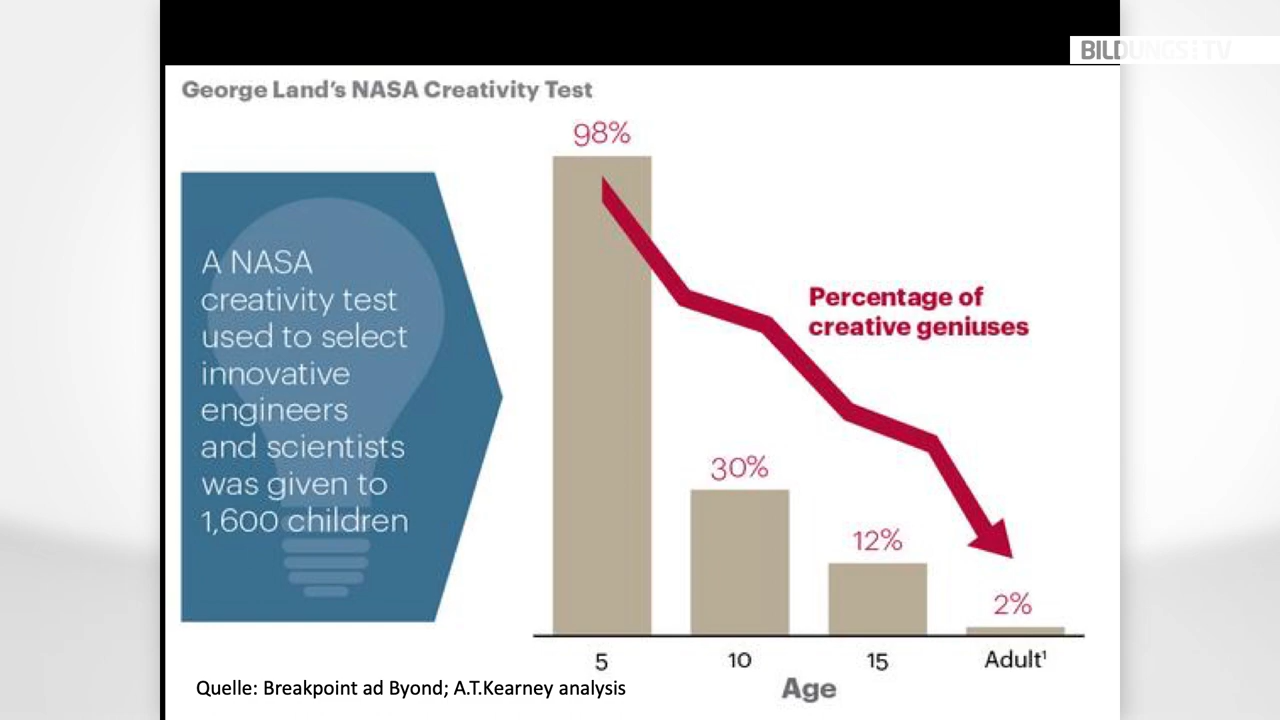 BILDUNGS:TV
George Land's NASA Creativity Test
98%
A NASA
creativity test
used to select
innovative
engineers
and scientists
was given to
1,600 children
Percentage of
creative geniuses
30%
12%
2%
5
10
15
Adult¹
Quelle: Breakpoint ad Byond; A.T.Kearney analysis
Age